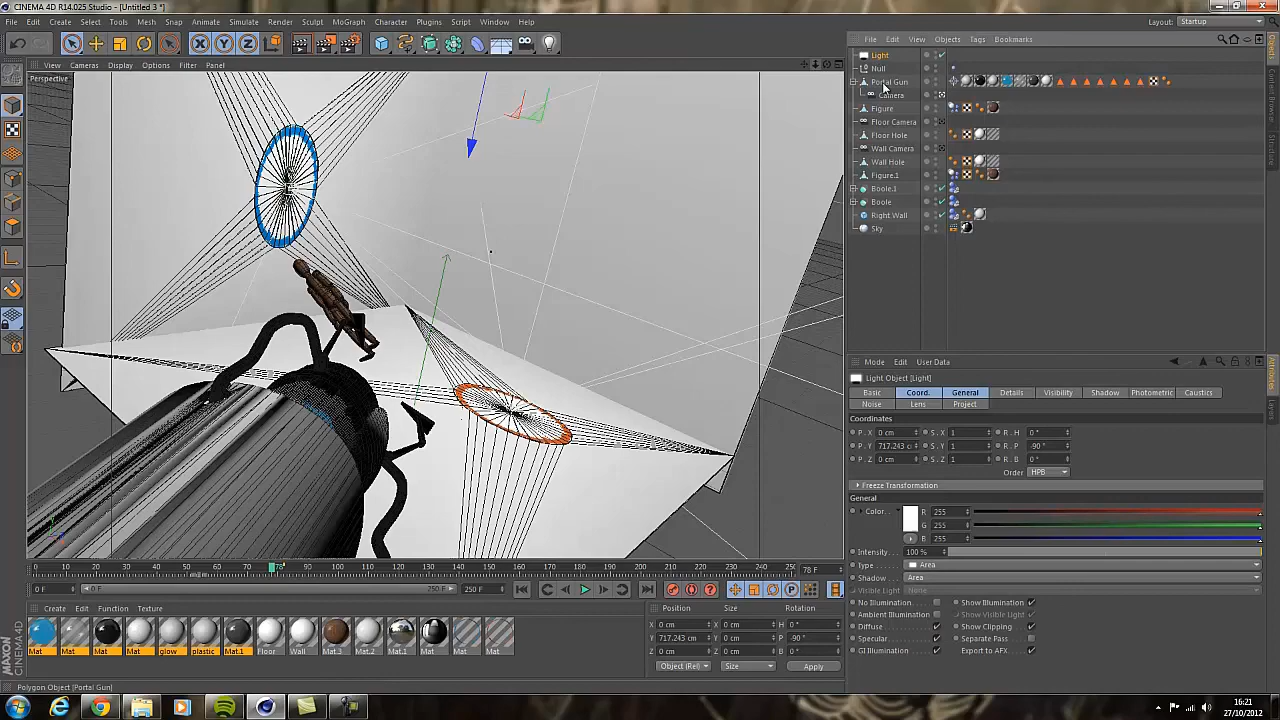 CINEMA 4D R14.025 Studio - [Untitled 3 *]
File Edit Create Select Tools Mesh Snap Animate Simulate Render Sculpt MoGraph Character Plugins Script Window Help
Layout: Startup
View Cameras Display Options Filter Panel
Perspective
File Edit View Objects Tags Bookmarks
Light
Null
Portal Gun
Camera
Figure
Floor Camera
Floor Hole
Wall Camera
Wall Hole
Figure.1
Boole.1
Boole
Right Wall
Sky
Objects
Content Browser
Structure
Mode Edit User Data
Light Object [Light]
Basic Coord. General Details Visibility Shadow Photometric Caustics
Noise Lens Project
Coordinates
P . X 0 cm S . X 1 R . H 0 °
P . Y 717.243 c S . Y 1 R . P -90 °
P . Z 0 cm S . Z 1 R . B 0 °
Order HPB
Freeze Transformation
General
Color. . R 255
G 255
B 255
Intensity. 100 %
Type Area
Shadow. Area
Visible Light None
No Illumination Show Illumination
Ambient Illumination Show Visible Light
Diffuse Show Clipping
Specular. Separate Pass
GI Illumination Export to AFX
Attributes
Layers
0 10 20 30 40 50 60 70 78 90 100 110 120 130 140 150 160 170 180 190 200 210 220 230 240 250 78 F
0 F 0 F 250 F 250 F
Create Edit Function Texture
Mat Mat Mat Mat glow plastic Mat.1 Floor Wall Mat.3 Mat.2 Mat.1 Mat Mat Mat
Position Size Rotation
X 0 cm X 0 cm H 0 °
Y 717.243 cm Y 0 cm P -90 °
Z 0 cm Z 0 cm B 0 °
Object (Rel) Size Apply
MAXON CINEMA 4D
Polygon Object [Portal Gun]
16:21
27/10/2012